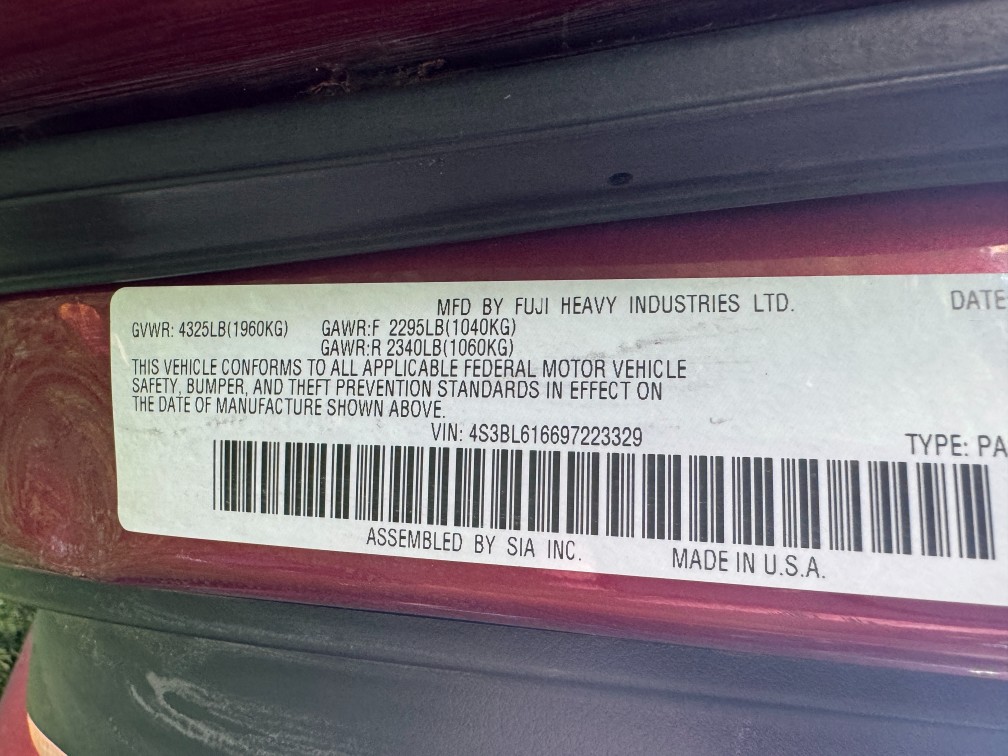 MFD BY FUJI HEAVY INDUSTRIES LTD.
DATE
GVWR: 4325LB(1960KG) GAWR:F 2295LB(1040KG)
GAWR:R 2340LB(1060KG)
THIS VEHICLE CONFORMS TO ALL APPLICABLE FEDERAL MOTOR VEHICLE
SAFETY, BUMPER, AND THEFT PREVENTION STANDARDS IN EFFECT ON
THE DATE OF MANUFACTURE SHOWN ABOVE.
VIN: 4S3BL616697223329
TYPE: PA
ASSEMBLED BY SIA INC. MADE IN U.S.A.